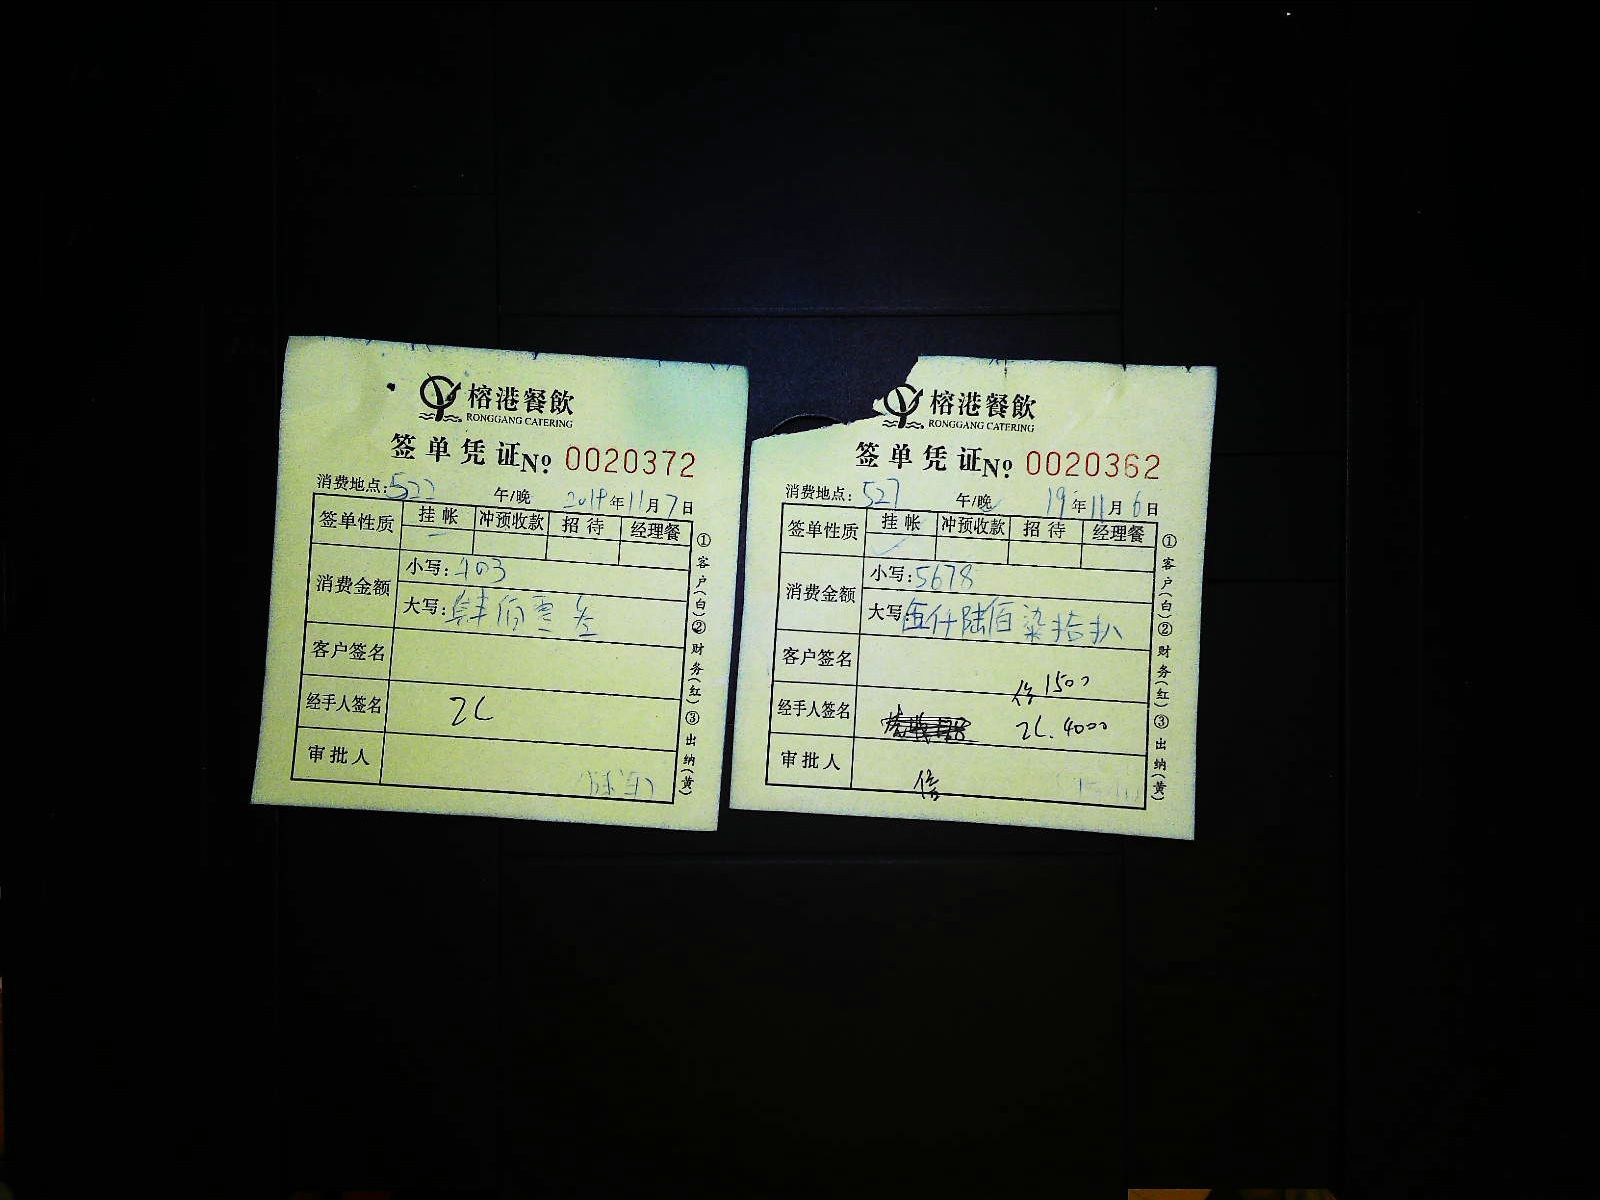 榕港餐飲
RONGGANG CATERING
签单凭证 No 0020372
消费地点: 522 午/晚 2019年11月7日
签单性质 挂帐 冲预收款 招待 经理餐
消费金额 小写:
大写: 佰零叁
客户签名
经手人签名 ZL
审批人
①客户(白)②财务(红)③出纳(黄)
榕港餐飲
RONGGANG CATERING
签单凭证 No 0020362
消费地点: 527 午/晚 19年11月6日
签单性质 挂帐 冲预收款 招待 经理餐
消费金额 小写: 5678
大写: 伍仟陆佰柒拾捌
客户签名
1500
经手人签名 ZL. 4000
审批人
①客户(白)②财务(红)③出纳(黄)